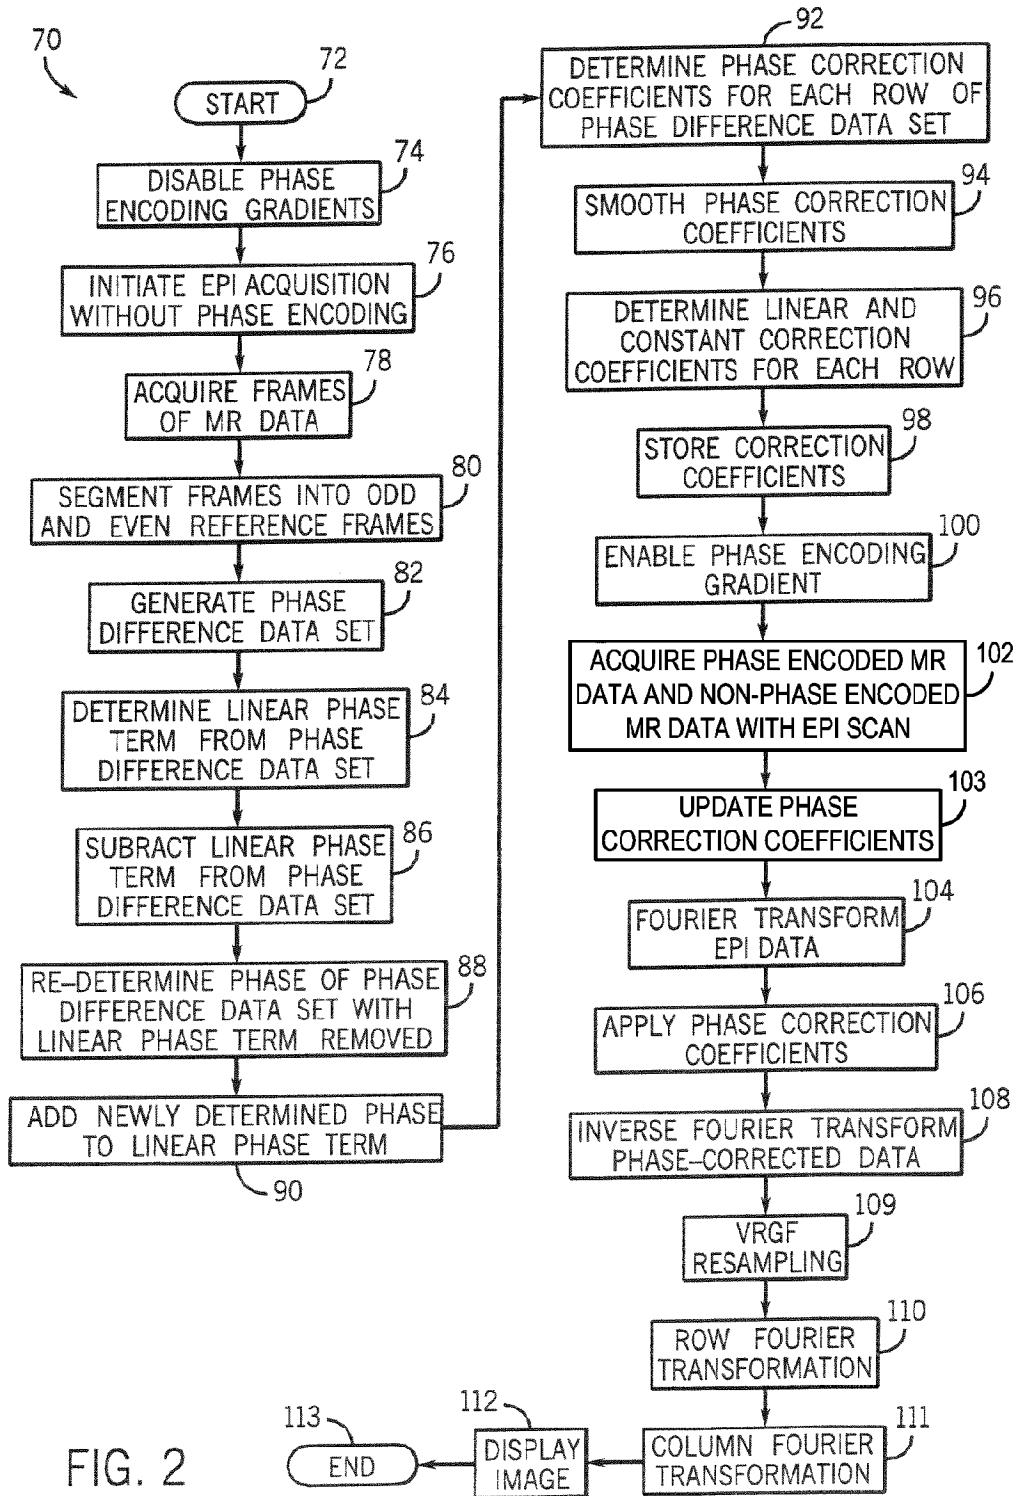 70
72
START
74
DISABLE PHASE
ENCODING GRADIENTS
76
INITIATE EPI ACQUISITION
WITHOUT PHASE ENCODING
78
ACQUIRE FRAMES
OF MR DATA
80
SEGMENT FRAMES INTO ODD
AND EVEN REFERENCE FRAMES
82
GENERATE PHASE
DIFFERENCE DATA SET
84
DETERMINE LINEAR PHASE
TERM FROM PHASE
DIFFERENCE DATA SET
86
SUBRACT LINEAR PHASE
TERM FROM PHASE
DIFFERENCE DATA SET
88
RE-DETERMINE PHASE OF PHASE
DIFFERENCE DATA SET WITH
LINEAR PHASE TERM REMOVED
ADD NEWLY DETERMINED PHASE
TO LINEAR PHASE TERM
90
92
DETERMINE PHASE CORRECTION
COEFFICIENTS FOR EACH ROW OF
PHASE DIFFERENCE DATA SET
94
SMOOTH PHASE CORRECTION
COEFFICIENTS
96
DETERMINE LINEAR AND
CONSTANT CORRECTION
COEFFICIENTS FOR EACH ROW
98
STORE CORRECTION
COEFFICIENTS
100
ENABLE PHASE ENCODING
GRADIENT
102
ACQUIRE PHASE ENCODED MR
DATA AND NON-PHASE ENCODED
MR DATA WITH EPI SCAN
103
UPDATE PHASE
CORRECTION COEFFICIENTS
104
FOURIER TRANSFORM
EPI DATA
106
APPLY PHASE CORRECTION
COEFFICIENTS
108
INVERSE FOURIER TRANSFORM
PHASE-CORRECTED DATA
109
VRGF
RESAMPLING
110
ROW FOURIER
TRANSFORMATION
111
COLUMN FOURIER
TRANSFORMATION
112
DISPLAY
IMAGE
113
END
FIG. 2